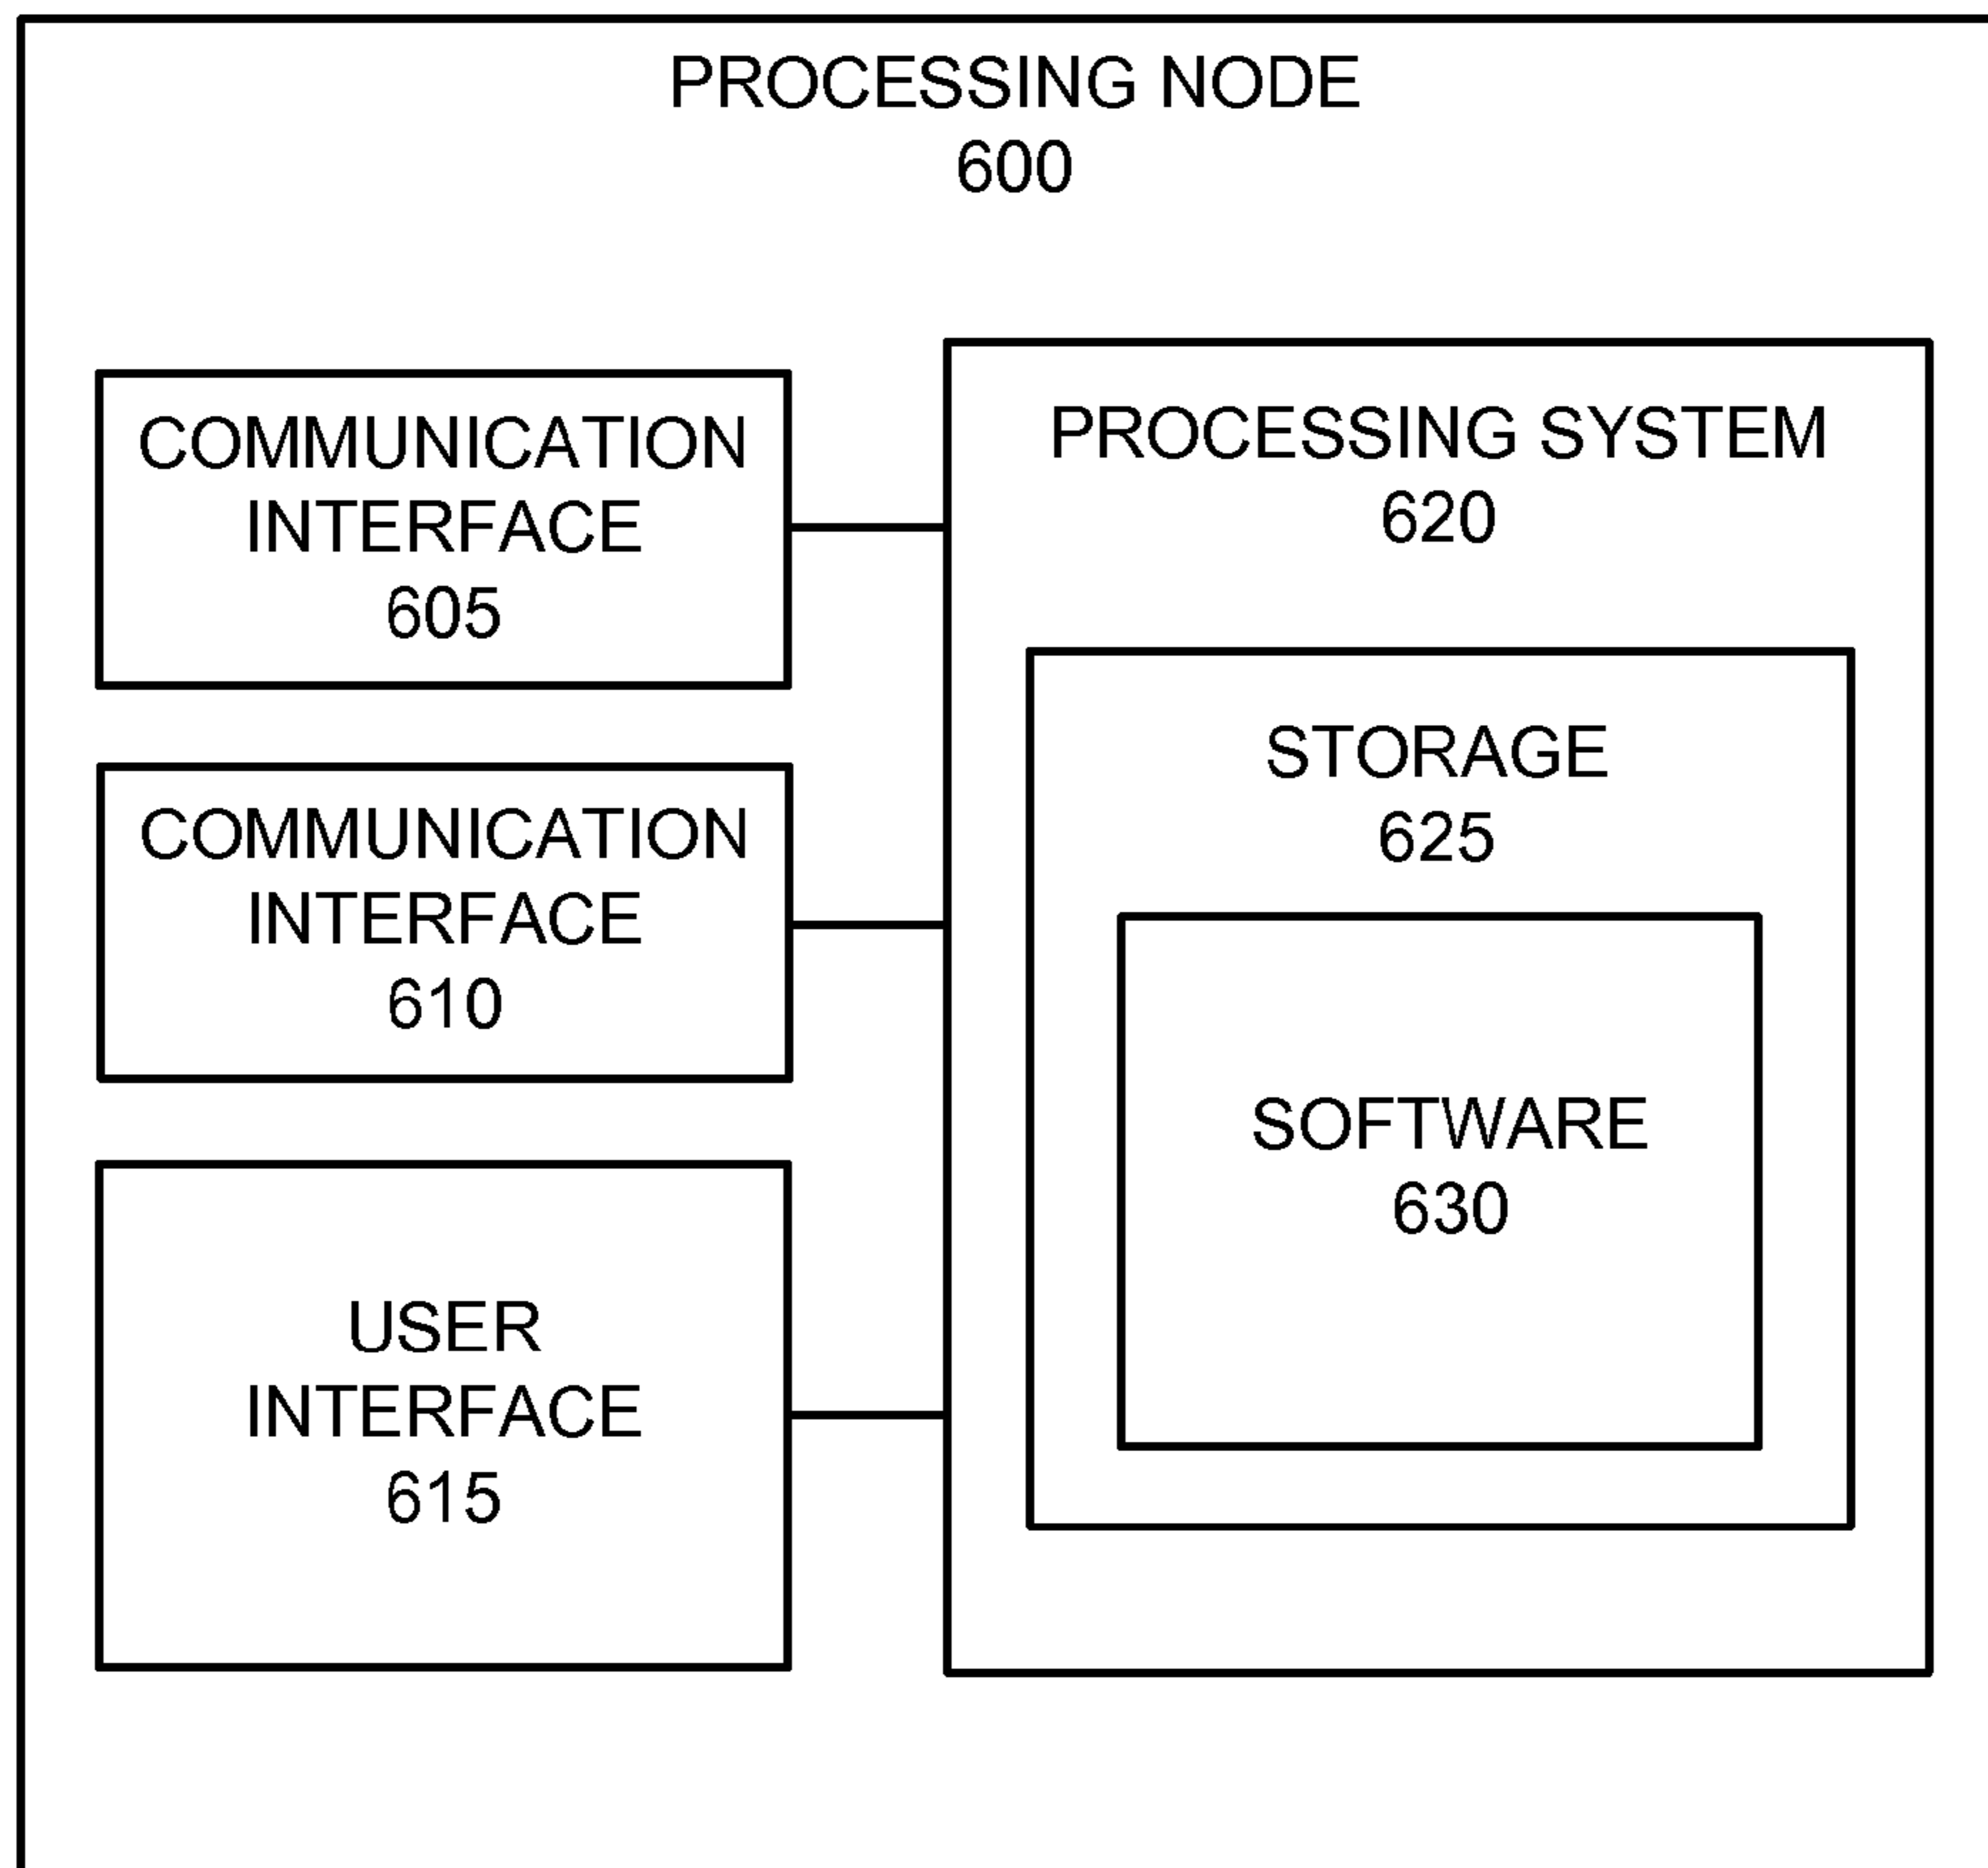 PROCESSING NODE
600
COMMUNICATION
INTERFACE
605
COMMUNICATION
INTERFACE
610
USER
INTERFACE
615
PROCESSING SYSTEM
620
STORAGE
625
SOFTWARE
630